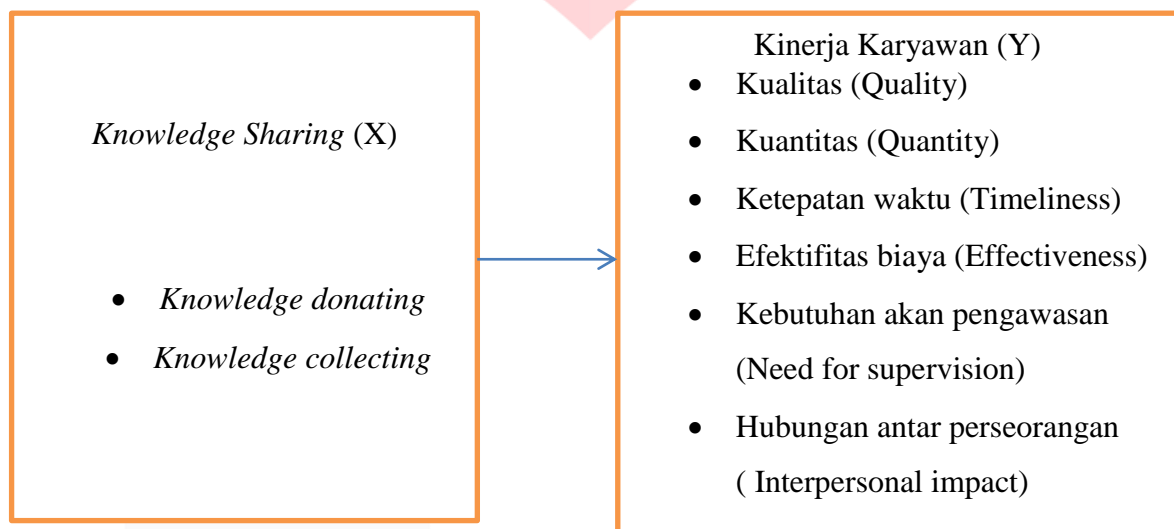 Knowledge Sharing (X)
• Knowledge donating
• Knowledge collecting
Kinerja Karyawan (Y)
• Kualitas (Quality)
• Kuantitas (Quantity)
• Ketepatan waktu (Timeliness)
• Efektifitas biaya (Effectiveness)
• Kebutuhan akan pengawasan
(Need for supervision)
• Hubungan antar perseorangan
( Interpersonal impact)